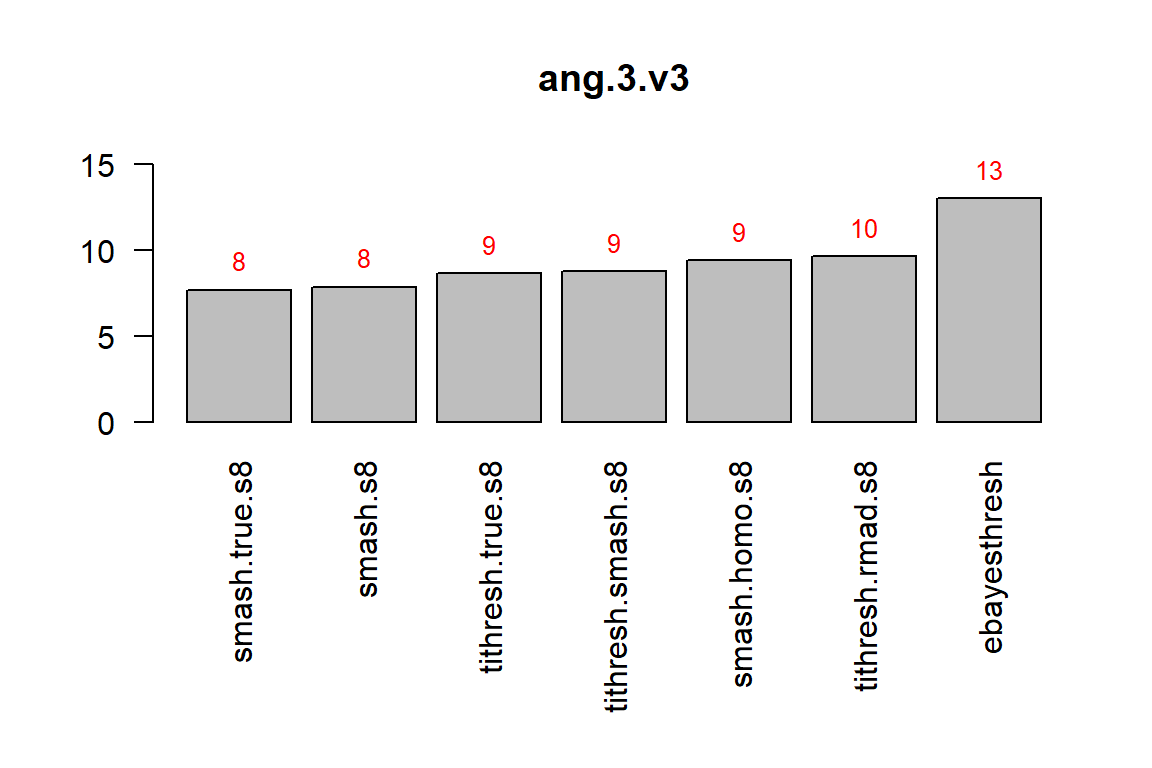 ang.3.v3
15
10
5
0
8
8
9
9
9
10
13
smash.true.s8
smash.s8
tithresh.true.s8
tithresh.smash.s8
smash.homo.s8
tithresh.rmad.s8
ebayesthresh